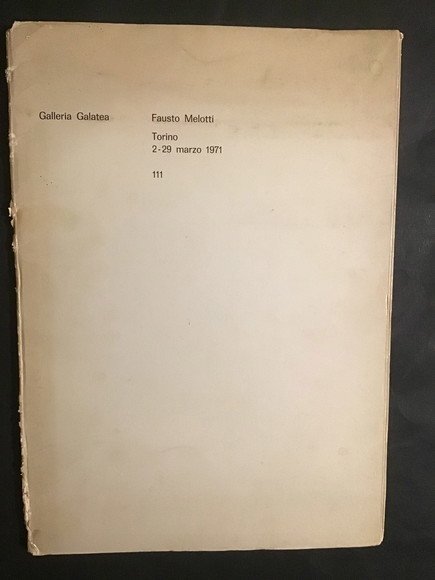 Galleria Galatea
Fausto Melotti
Torino
2-29 marzo 1971
111